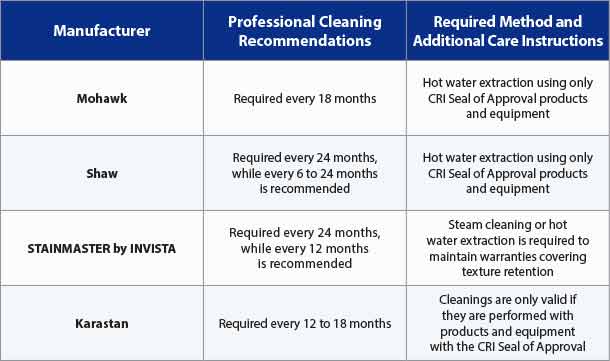 Manufacturer
Professional Cleaning
Recommendations
Required Method and
Additional Care Instructions
Mohawk
Required every 18 months
Hot water extraction using only
CRI Seal of Approval products
and equipment
Shaw
Required every 24 months,
while every 6 to 24 months
is recommended
Hot water extraction using only
CRI Seal of Approval products
and equipment
STAINMASTER by INVISTA
Required every 24 months,
while every 12 months
is recommended
Steam cleaning or hot
water extraction is required to
maintain warranties covering
texture retention
Karastan
Required every 12 to 18 months
Cleanings are only valid if
they are performed with
products and equipment
with the CRI Seal of Approval